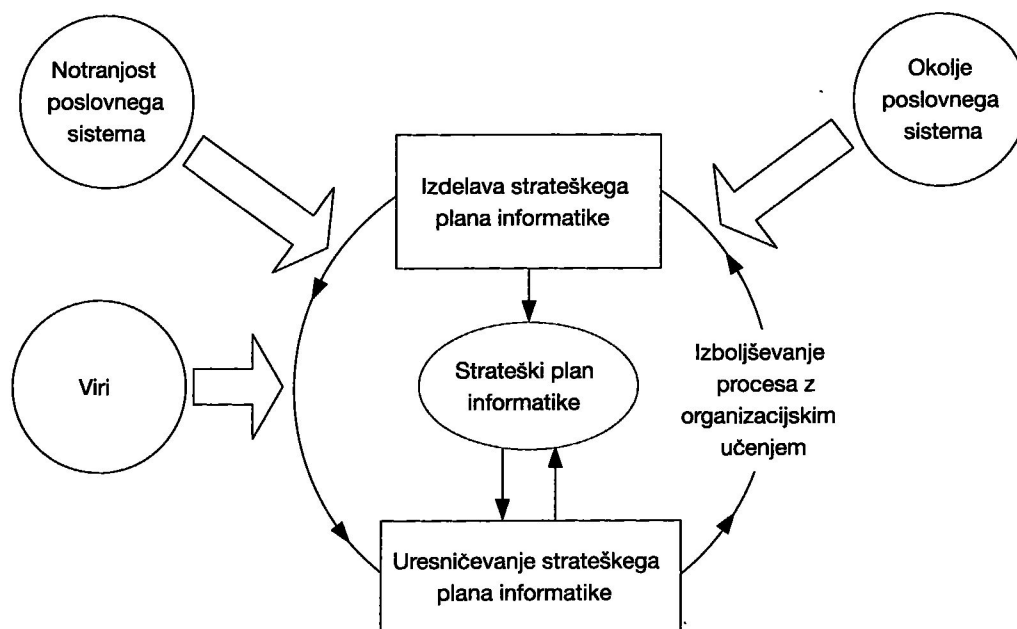 Notranjost
poslovnega
sistema
Okolje
poslovnega
sistema
Izdelava strateškega
plana informatike
Viri
Strateški plan
informatike
Izboljševanje
procesa z
organizacijskim
učenjem
Uresničevanje strateškega
plana informatike